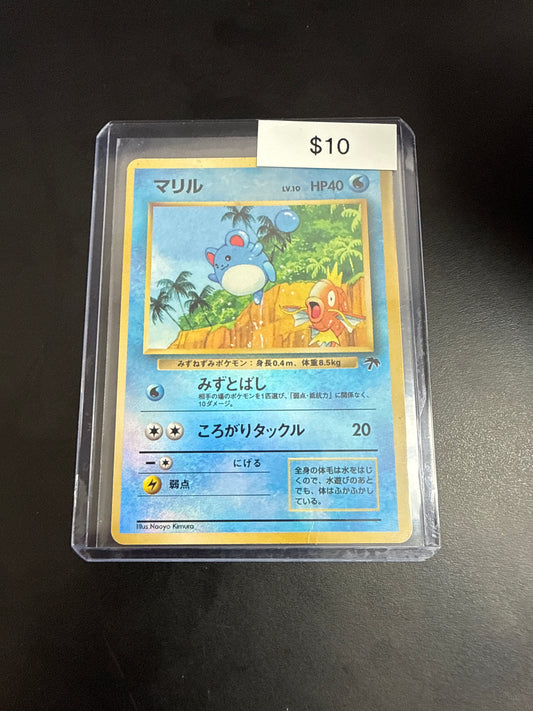 $10
マリル LV.10 HP40
みずねずみポケモン：身長0.4m、体重8.5kg
みずとばし
相手の場のポケモンを1匹選び、「弱点・抵抗力」に関係なく、
10ダメージ。
ころがりタックル 20
にげる
弱点
全身の体毛は水をはじ
くので、水遊びのあと
でも、体はふかふかし
ている。
Illus. Naoyo Kimura